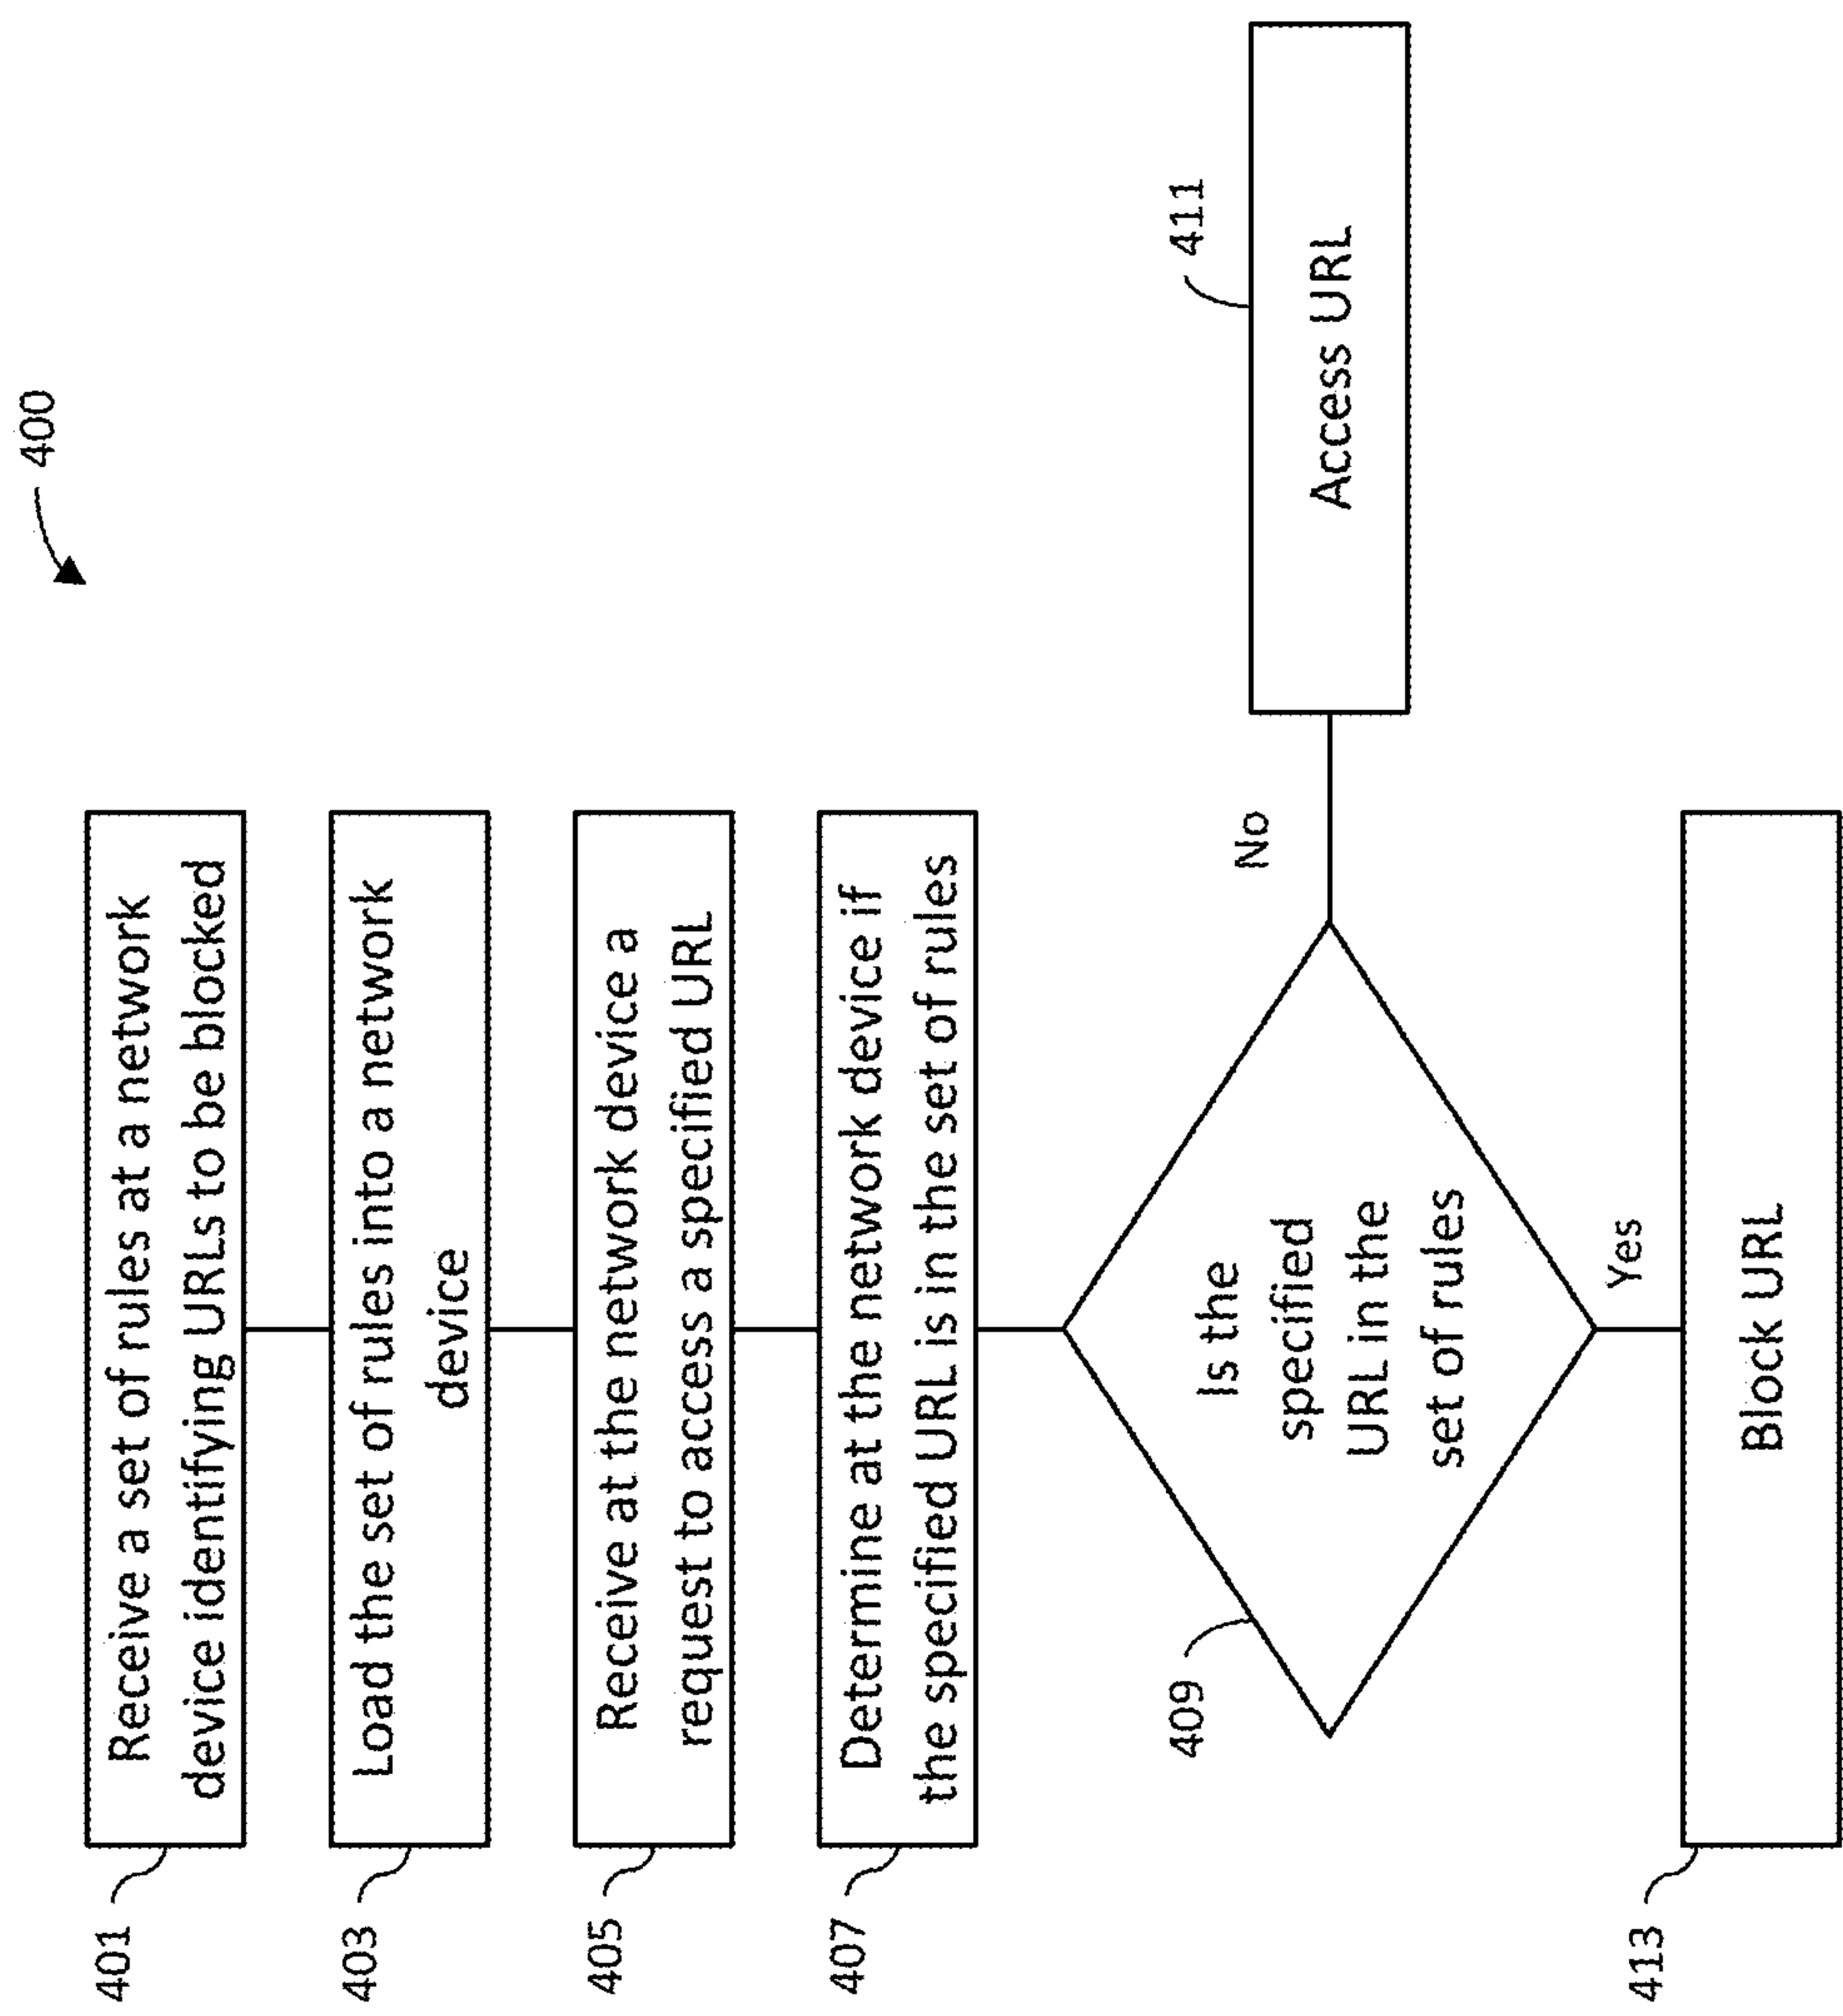 400
401
Receive a set of rules at a network
device identifying URLs to be blocked
403
Load the set of rules into a network
device
405
Receive at the network device a
request to access a specified URL
407
Determine at the network device if
the specified URL is in the set of rules
409
Is the
specified
URL in the
set of rules
No
411
Access URL
Yes
413
Block URL